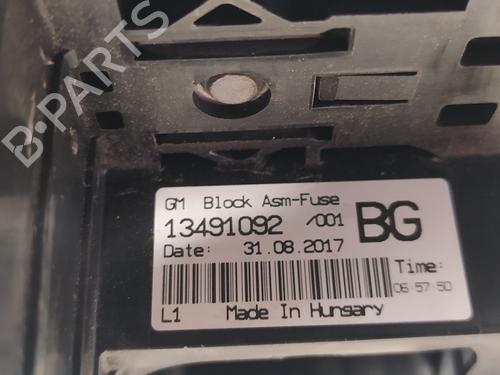 B-PARTS
GM Block Asm-Fuse
13491092 /001 BG
Date: 31.08.2017
Time:
06:57:50
L1 Made In Hungary